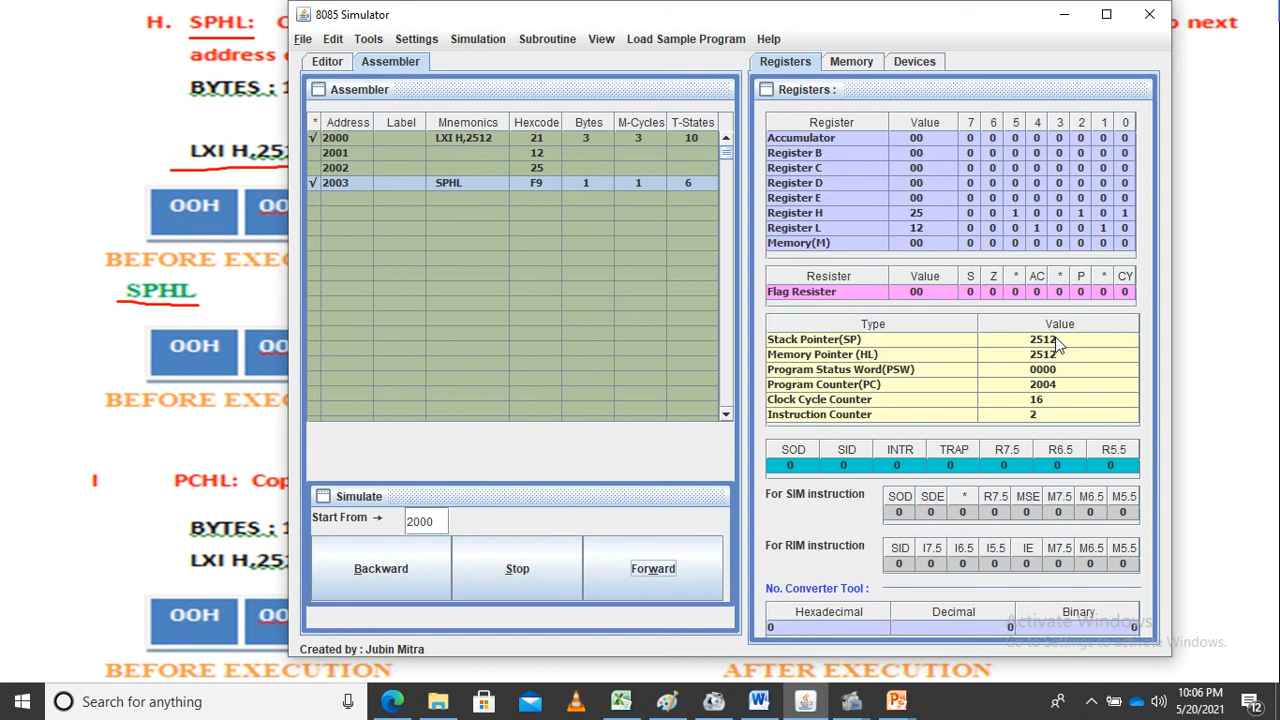 H. SPHL: C
o next
address o
BYTES : 1
LXI H,251
OOH OO
BEFORE EXE
SPHL
OOH OO
BEFORE EXE
I PCHL: Cop
BYTES : 1
LXI H,251
OOH OO
BEFORE EXECUTION AFTER EXECUTION
8085 Simulator
File Edit Tools Settings Simulation Subroutine View Load Sample Program Help
Editor Assembler
Assembler
* Address Label Mnemonics Hexcode Bytes M-Cycles T-States
√ 2000 LXI H,2512 21 3 3 10
2001 12
2002 25
√ 2003 SPHL F9 1 1 6
Simulate
Start From → 2000
Backward Stop Forward
Created by : Jubin Mitra
Registers Memory Devices
Registers :
Register Value 7 6 5 4 3 2 1 0
Accumulator 00 0 0 0 0 0 0 0 0
Register B 00 0 0 0 0 0 0 0 0
Register C 00 0 0 0 0 0 0 0 0
Register D 00 0 0 0 0 0 0 0 0
Register E 00 0 0 0 0 0 0 0 0
Register H 25 0 0 1 0 0 1 0 1
Register L 12 0 0 0 1 0 0 1 0
Memory(M) 00 0 0 0 0 0 0 0 0
Resister Value S Z * AC * P * CY
Flag Resister 00 0 0 0 0 0 0 0 0
Type Value
Stack Pointer(SP) 2512
Memory Pointer (HL) 2512
Program Status Word(PSW) 0000
Program Counter(PC) 2004
Clock Cycle Counter 16
Instruction Counter 2
SOD SID INTR TRAP R7.5 R6.5 R5.5
0 0 0 0 0 0 0
For SIM instruction SOD SDE * R7.5 MSE M7.5 M6.5 M5.5
0 0 0 0 0 0 0 0
For RIM instruction SID I7.5 I6.5 I5.5 IE M7.5 M6.5 M5.5
0 0 0 0 0 0 0 0
No. Converter Tool :
Hexadecimal Decimal Binary
0 0 0
Activate Windows
Go to Settings to activate Windows.
Search for anything
10:06 PM
5/20/2021
12